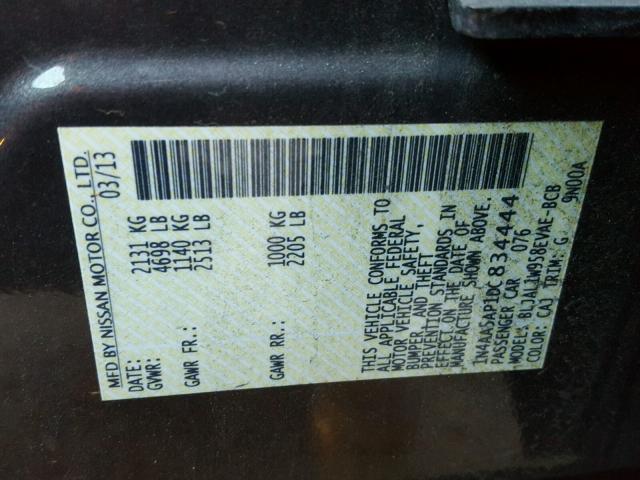 MFD BY NISSAN MOTOR CO., LTD.
DATE: 03/13
GVWR: 2131 KG
4698 LB
GAWR FR.: 1140 KG
2513 LB
GAWR RR.: 1000 KG
2205 LB
THIS VEHICLE CONFORMS TO
ALL APPLICABLE FEDERAL
MOTOR VEHICLE SAFETY,
BUMPER, AND THEFT
PREVENTION STANDARDS IN
EFFECT ON THE DATE OF
MANUFACTURE SHOWN ABOVE.
1N4AA5AP1DC834444
PASSENGER CAR 076
MODEL: BLJALJW958EVAE-BCB
COLOR: CAJ TRIM: G 9N00A